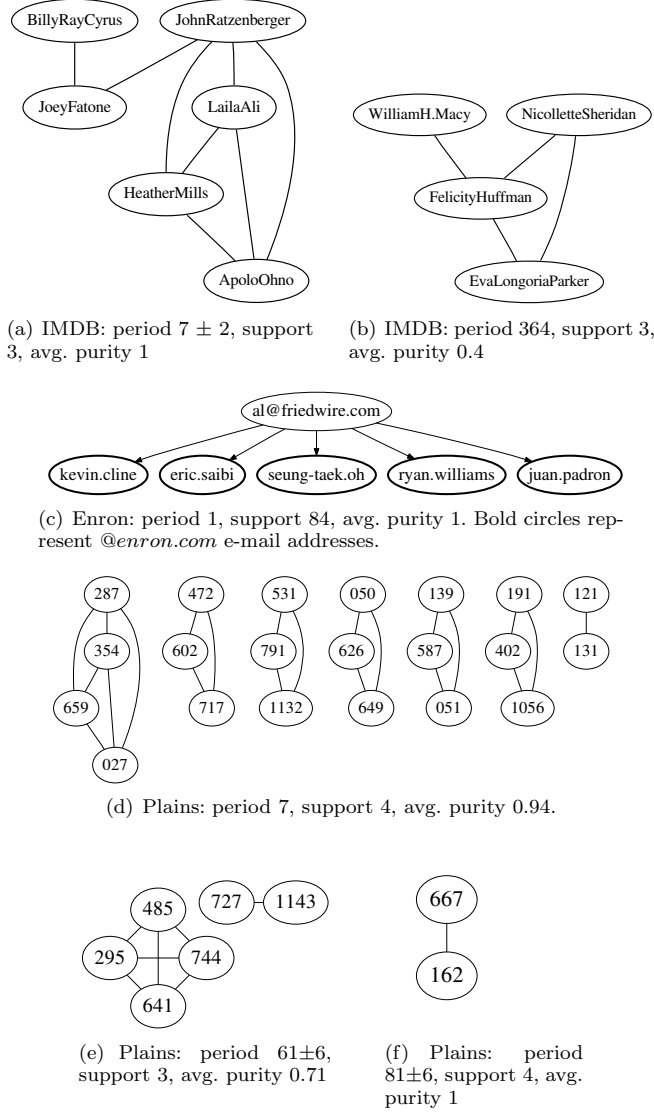 BillyRayCyrus JohnRatzenberger
JoeyFatone LailaAli
HeatherMills
ApoloOhno
(a) IMDB: period 7 ± 2, support
3, avg. purity 1
WilliamH.Macy NicolletteSheridan
FelicityHuffman
EvaLongoriaParker
(b) IMDB: period 364, support 3,
avg. purity 0.4
al@friedwire.com
kevin.cline eric.saibi seung-taek.oh ryan.williams juan.padron
(c) Enron: period 1, support 84, avg. purity 1. Bold circles rep-
resent @enron.com e-mail addresses.
287 472 531 050 139 191 121
354 602 791 626 587 402 131
659 717 1132 649 051 1056
027
(d) Plains: period 7, support 4, avg. purity 0.94.
485 727 1143
295 744
641
(e) Plains: period 61±6,
support 3, avg. purity 0.71
667
162
(f) Plains: period
81±6, support 4, avg.
purity 1